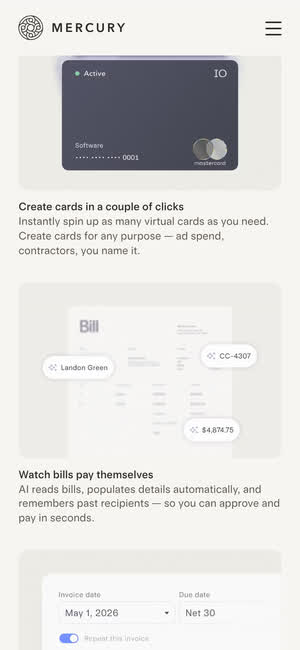 MERCURY
Active
IO
Software
•••• •••• •••• 0001
mastercard
Create cards in a couple of clicks
Instantly spin up as many virtual cards as you need.
Create cards for any purpose — ad spend,
contractors, you name it.
Bill
CC-4307
Landon Green
$4,874.75
Watch bills pay themselves
AI reads bills, populates details automatically, and
remembers past recipients — so you can approve and
pay in seconds.
Invoice date
Due date
May 1, 2026
Net 30
Repeat this invoice